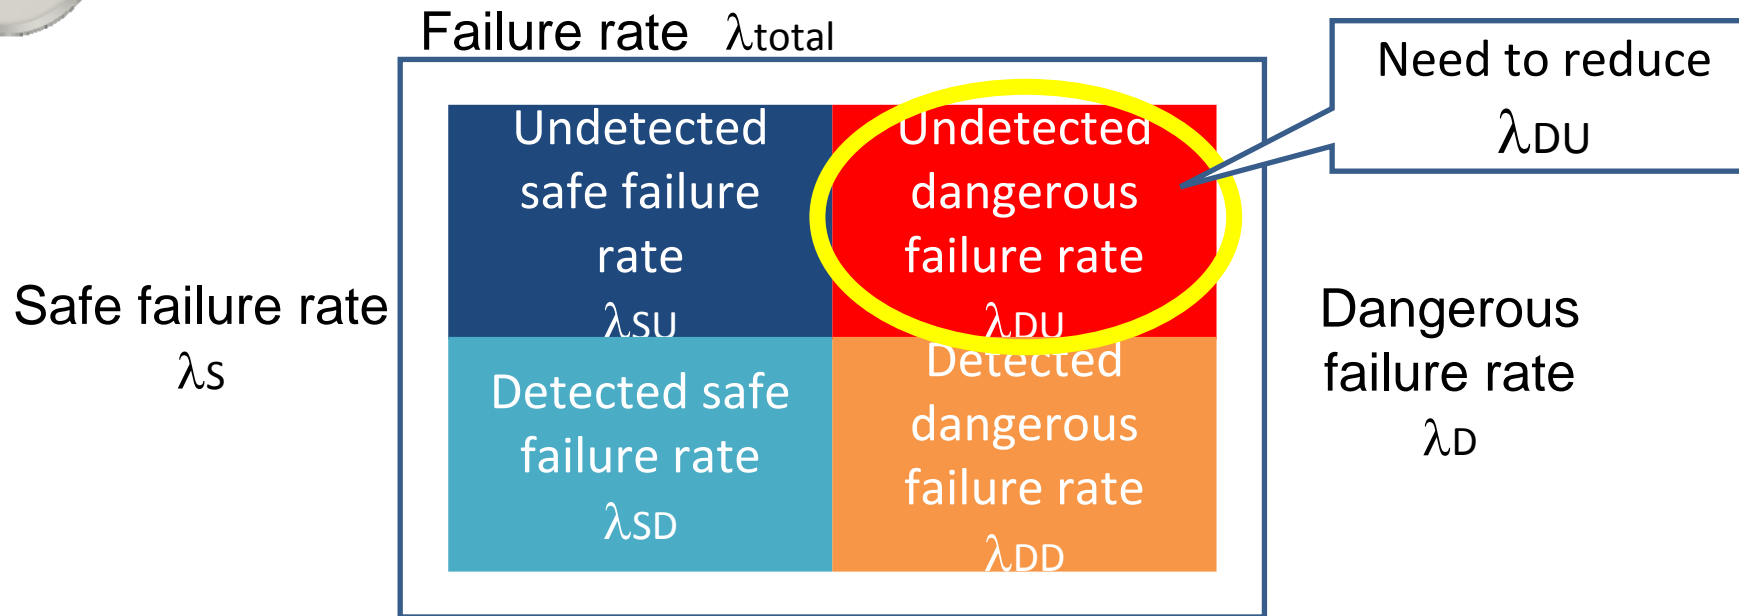 Failure rate λtotal
Need to reduce
λDU
Undetected
safe failure
rate
λSU
Undetected
dangerous
failure rate
λDU
Safe failure rate
λS
Detected safe
failure rate
λSD
Detected
dangerous
failure rate
λDD
Dangerous
failure rate
λD